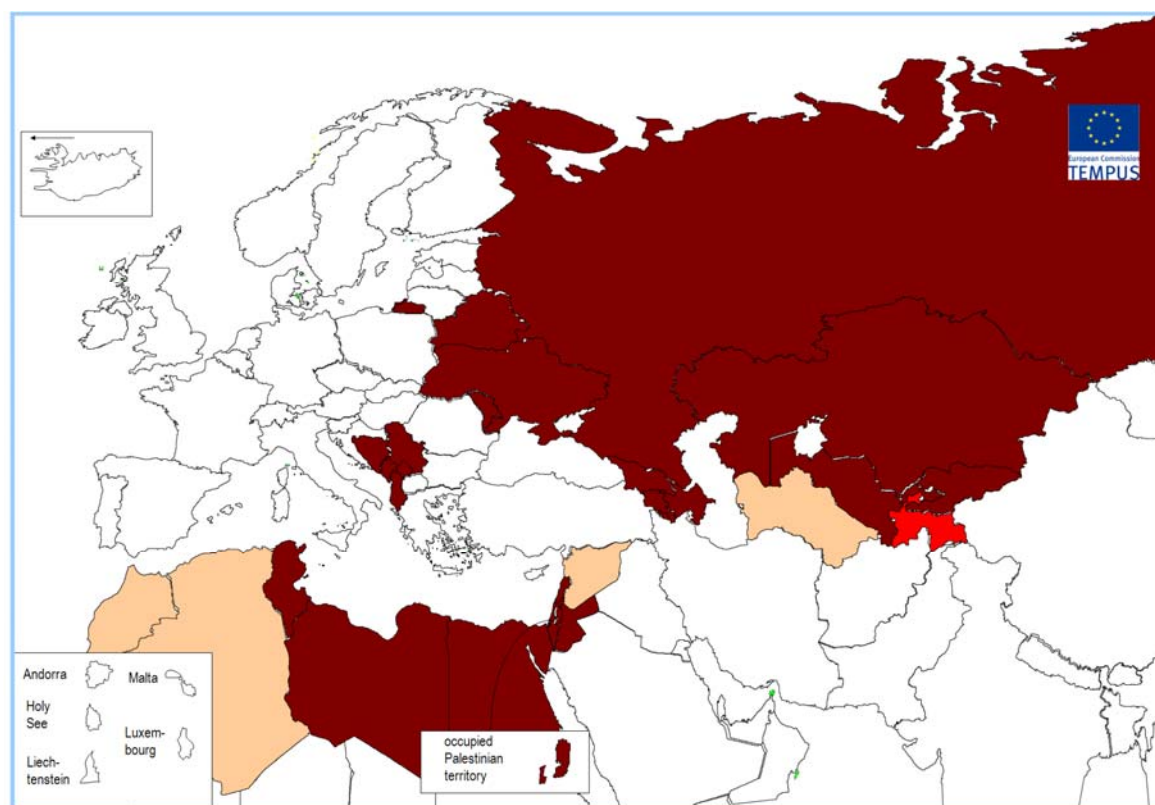 European Commission
TEMPUS
Andorra
Malta
Holy
See
Luxem-
bourg
Liech-
tenstein
occupied
Palestinian
territory